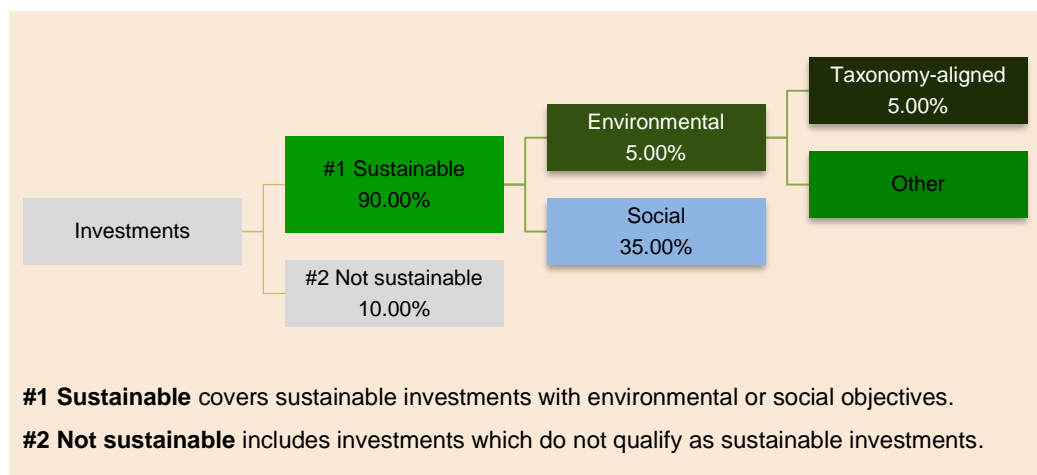 Investments
#1 Sustainable
90.00%
#2 Not sustainable
10.00%
Environmental
5.00%
Social
35.00%
Taxonomy-aligned
5.00%
Other
#1 Sustainable covers sustainable investments with environmental or social objectives.
#2 Not sustainable includes investments which do not qualify as sustainable investments.